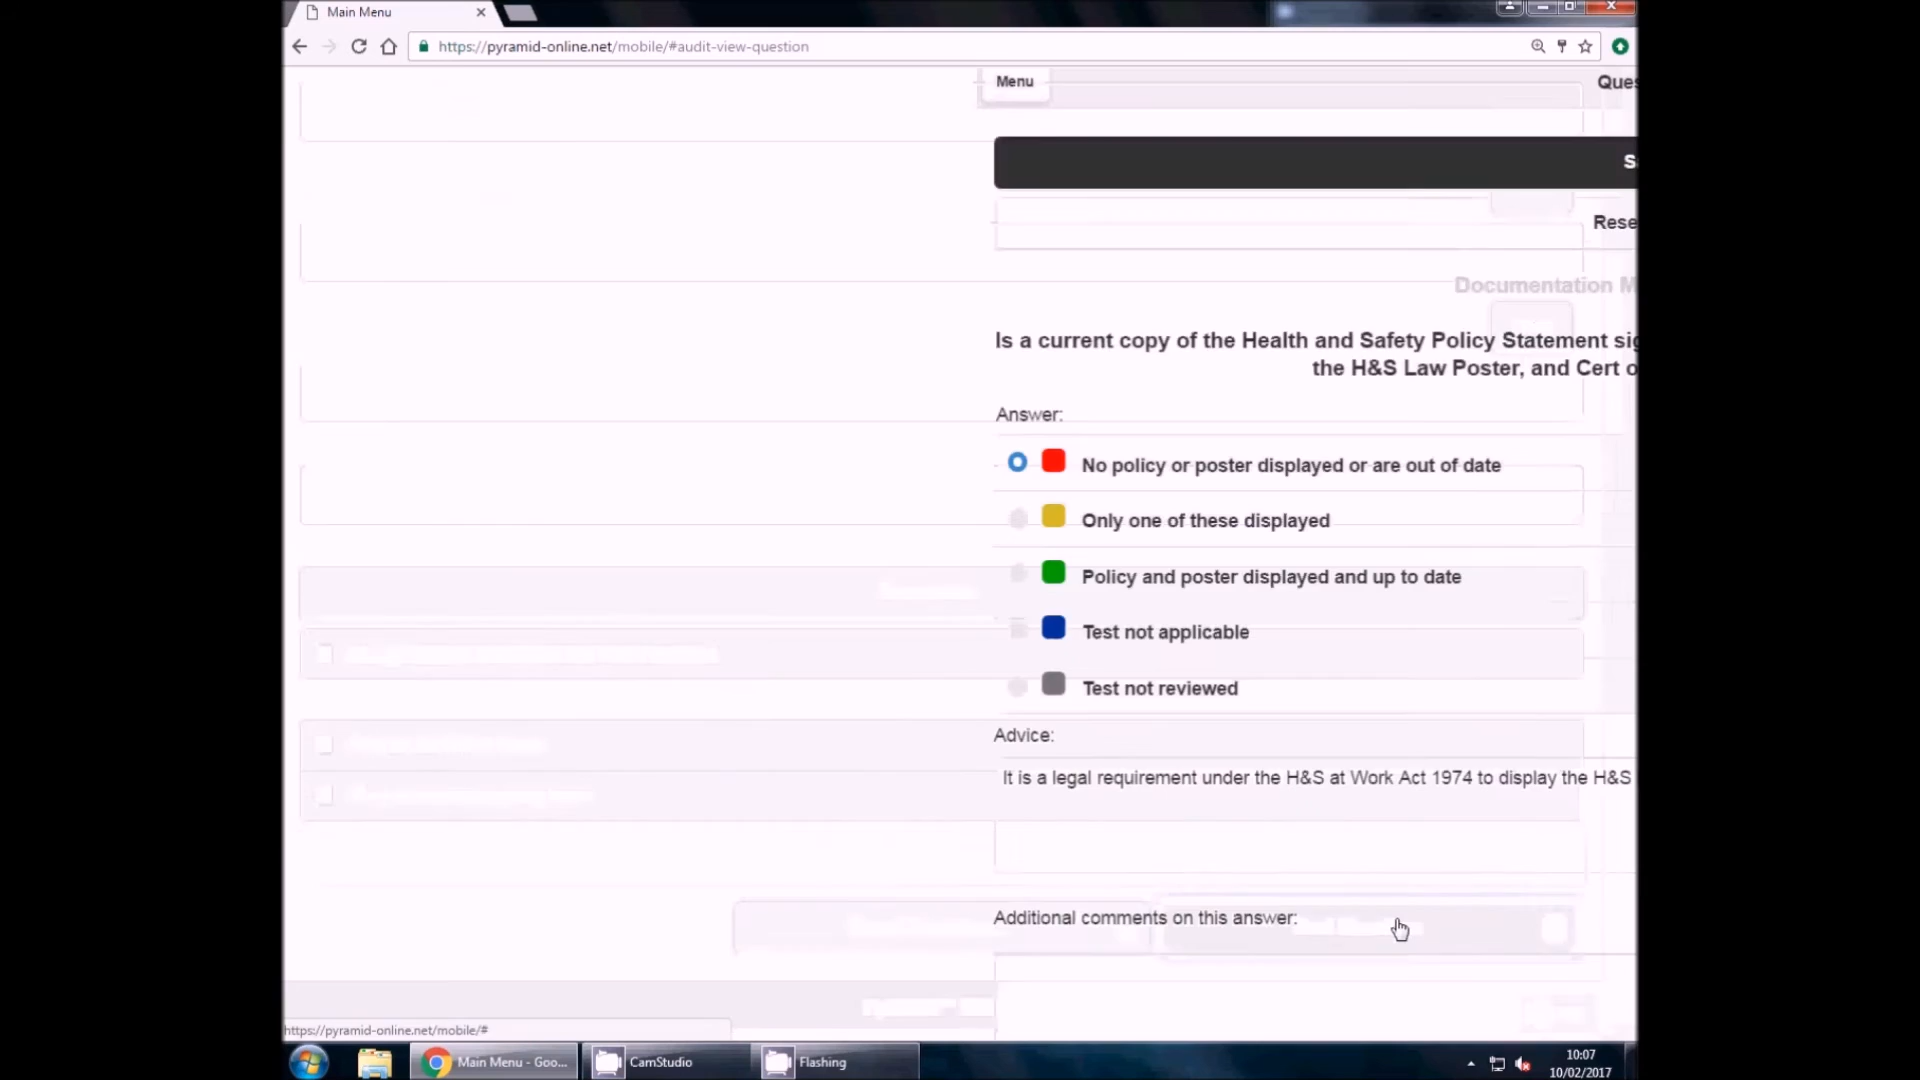 Main Menu
https://pyramid-online.net/mobile/#audit-view-question
Menu
Ques
S
Rese
Documentation M
Is a current copy of the Health and Safety Policy Statement sig
the H&S Law Poster, and Cert o
Answer:
No policy or poster displayed or are out of date
Only one of these displayed
Policy and poster displayed and up to date
Test not applicable
Test not reviewed
Advice:
It is a legal requirement under the H&S at Work Act 1974 to display the H&S
Additional comments on this answer:
https://pyramid-online.net/mobile/#
Main Menu - Goo...
CamStudio
Flashing
10:07
10/02/2017